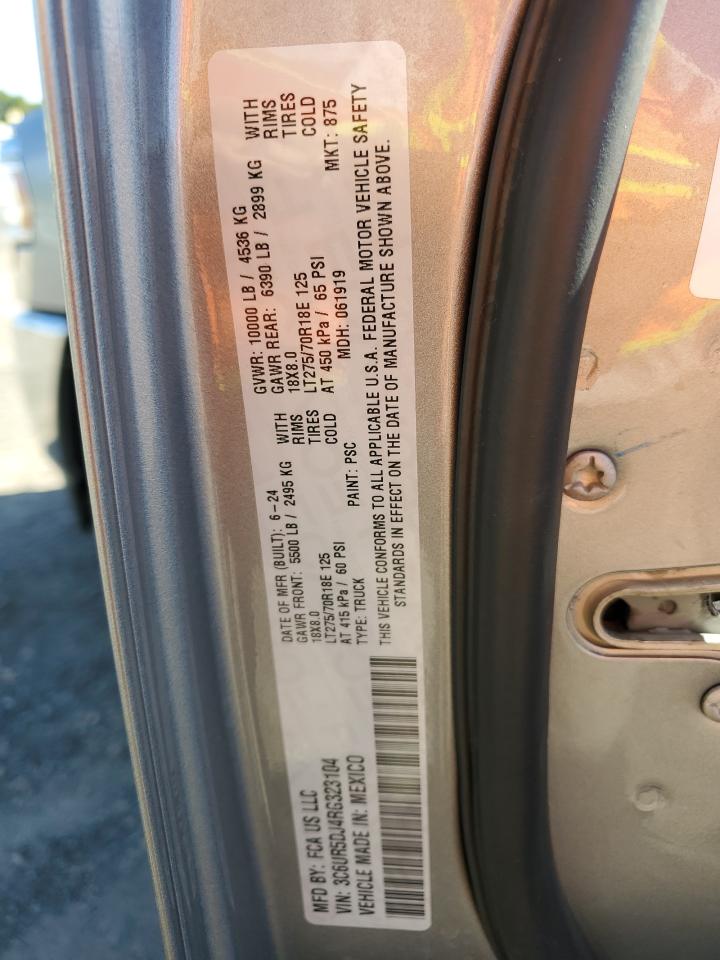 MFD BY: FCA US LLC
DATE OF MFR (BUILT): 6-24
GVWR: 10000 LB / 4536 KG
GAWR FRONT: 5500 LB / 2495 KG WITH
GAWR REAR: 6390 LB / 2899 KG WITH
18X8.0 RIMS
18X8.0 RIMS
LT275/70R18E 125 TIRES
LT275/70R18E 125 TIRES
AT 415 kPa / 60 PSI COLD
AT 450 kPa / 65 PSI COLD
VIN: 3C6UR5DJ4RG323104
TYPE: TRUCK PAINT: PSC MDH: 061919 MKT: 875
VEHICLE MADE IN: MEXICO
THIS VEHICLE CONFORMS TO ALL APPLICABLE U.S.A. FEDERAL MOTOR VEHICLE SAFETY
STANDARDS IN EFFECT ON THE DATE OF MANUFACTURE SHOWN ABOVE.